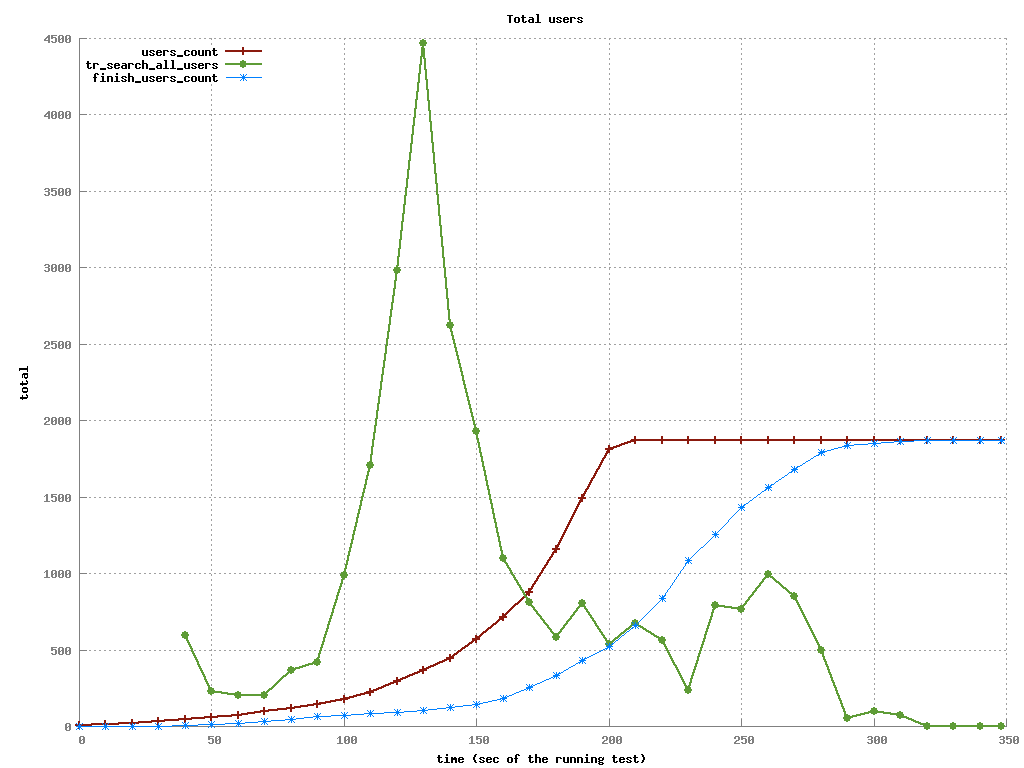 Total users
users_count
tr_search_all_users
finish_users_count
4500
4000
3500
3000
2500
2000
1500
1000
500
0
total
0 50 100 150 200 250 300 350
time (sec of the running test)